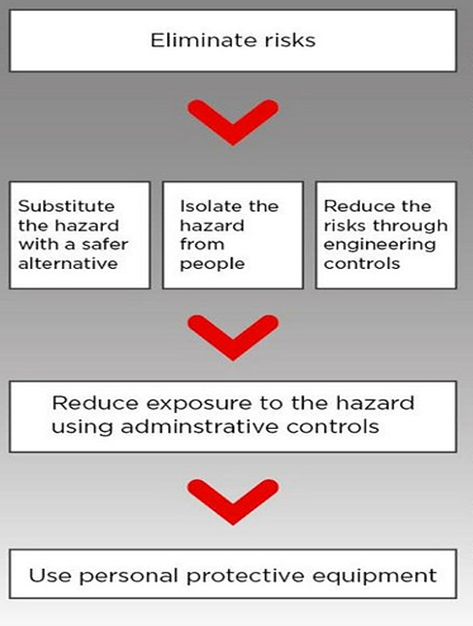 Eliminate risks
Substitute
the hazard
with a safer
alternative
Isolate the
hazard
from
people
Reduce the
risks through
engineering
controls
Reduce exposure to the hazard
using adminstrative controls
Use personal protective equipment